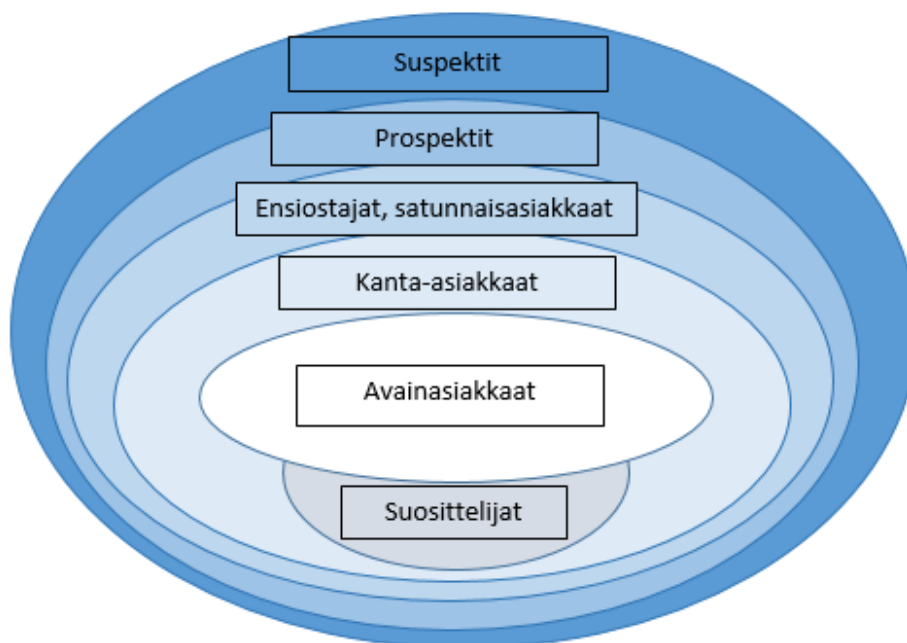 Suspektit
Prospektit
Ensiostajat, satunnaisasiakkaat
Kanta-asiakkaat
Avainasiakkaat
Suosittelijat